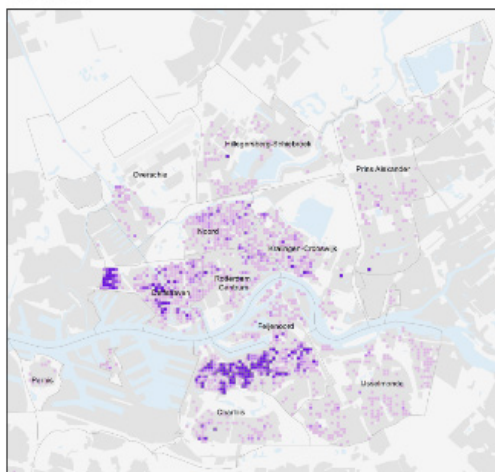 Hillegersberg-Schiebroek
Prins Alexander
Overschie
Noord
Kralingen-Crooswijk
Rotterdam
Centrum
Delfshaven
Feijenoord
Pernis
IJsselmonde
Charlois